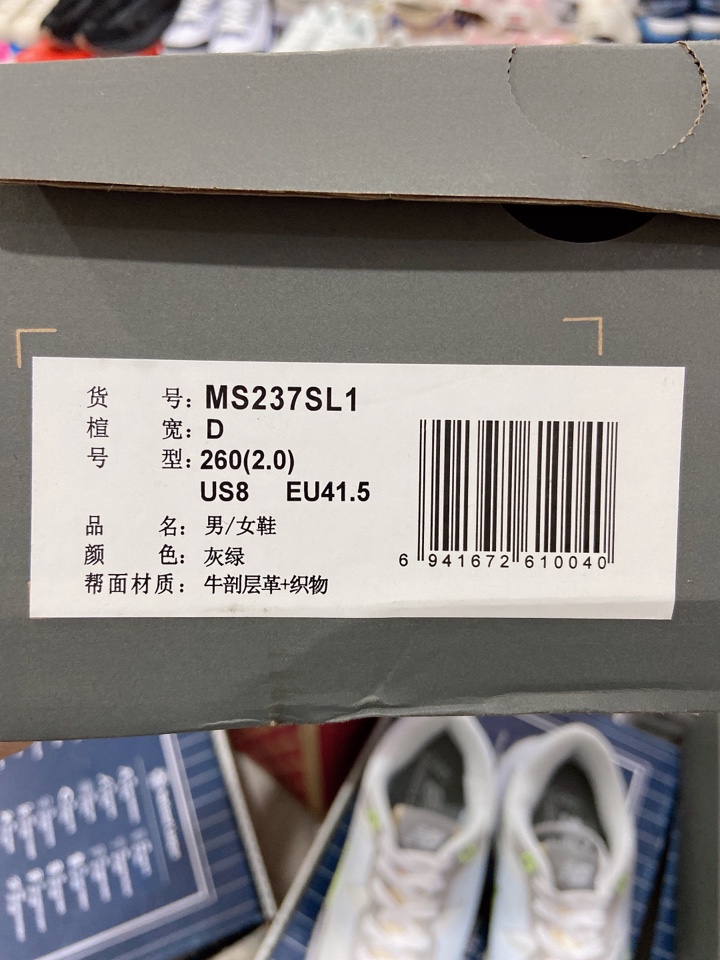 货 号：MS237SL1
楦 宽：D
号 型：260(2.0)
US8 EU41.5
品 名：男/女鞋
颜 色：灰绿
帮面材质：牛剖层革+织物
6 941672 610040